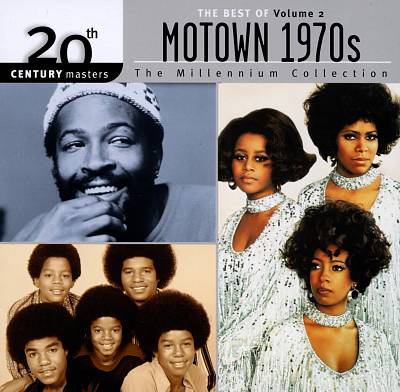 20th
CENTURY masters
THE BEST OF Volume 2
MOTOWN 1970s
The Millennium Collection